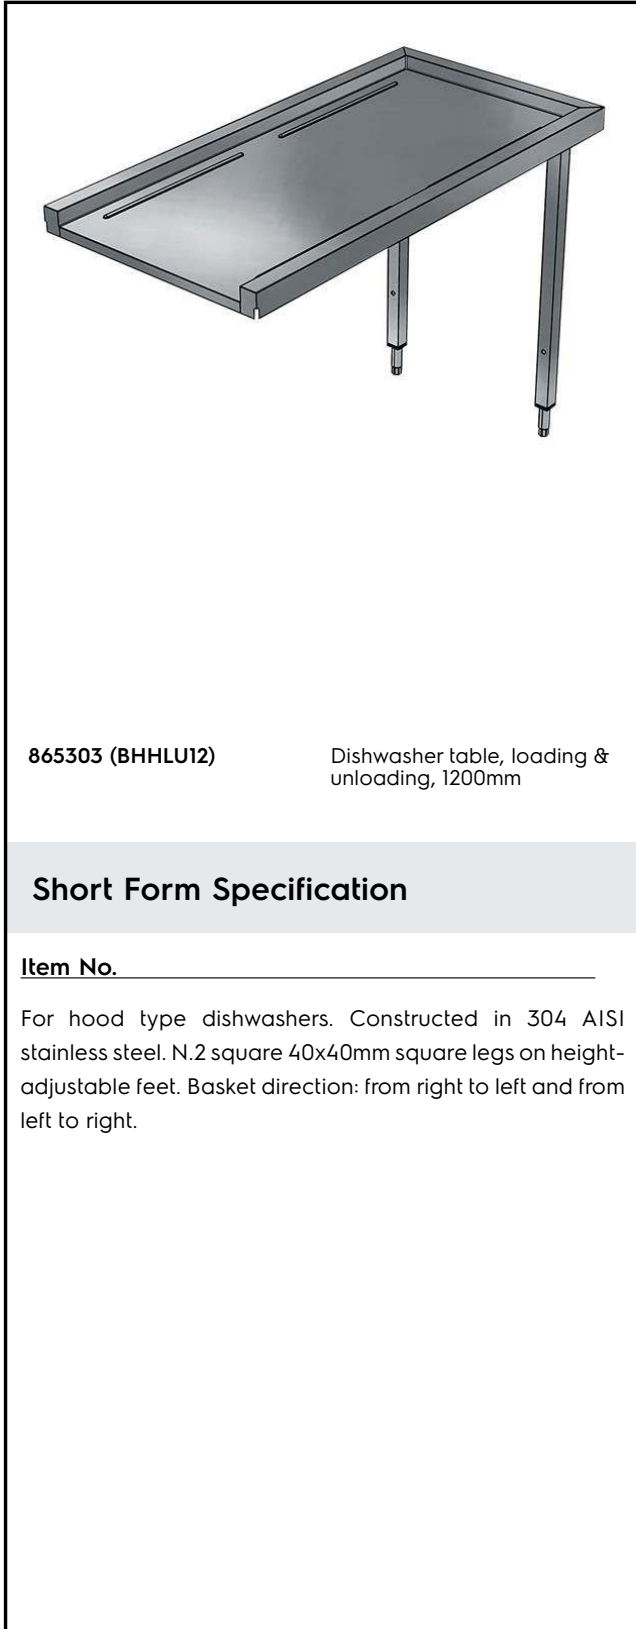 865303 (BHHLU12)
Dishwasher table, loading &
unloading, 1200mm
Short Form Specification
Item No.
For hood type dishwashers. Constructed in 304 AISI
stainless steel. N.2 square 40x40mm square legs on height-
adjustable feet. Basket direction: from right to left and from
left to right.